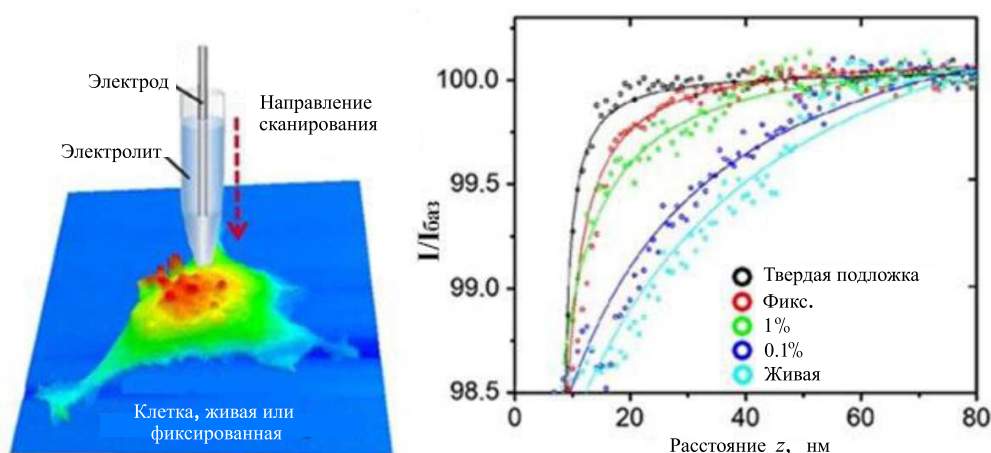 Электрод
Электролит
Направление
сканирования
Клетка, живая или
фиксированная
I/Iбаз
100.0
99.5
99.0
98.5
Твердая подложка
Фикс.
1%
0.1%
Живая
0
20
40
60
80
Расстояние z, нм